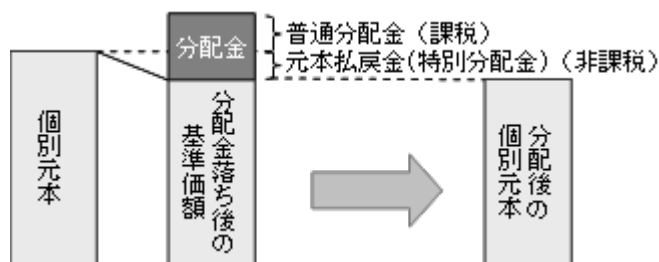 分配金
普通分配金（課税）
元本払戻金(特別分配金)（非課税）
個別元本
分配金落ち後の
基準価額
分配後の
個別元本